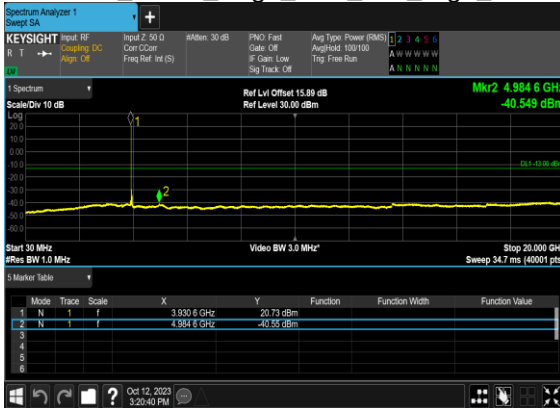 Spectrum Analyzer 1
Swept SA
+
KEYSIGHT Input: RF Input Z: 50 Ω #Atten: 30 dB PNO: Fast Avg Type: Power (RMS) 1 2 3 4 5 6
R T Coupling: DC Corr CCorr Gate: Off Avg|Hold: 100/100 A W W W W W
Align: Off Freq Ref: Int (S) IF Gain: Low Trig: Free Run
Sig Track: Off A N N N N N
1 Spectrum Ref Lvl Offset 15.89 dB Mkr2 4.984 6 GHz
Scale/Div 10 dB Ref Level 30.00 dBm -40.549 dBm
Log
20.0
10.0
0.00
-10.0
DL1 -13.00 dBm
-20.0
-30.0
-40.0
-50.0
-60.0
1
2
Start 30 MHz Video BW 3.0 MHz* Stop 20.000 GH
#Res BW 1.0 MHz Sweep 34.7 ms (40001 pts
5 Marker Table
Mode Trace Scale X Y Function Function Width Function Value
1 N 1 f 3.930 6 GHz 20.73 dBm
2 N 1 f 4.984 6 GHz -40.55 dBm
3
4
5
6
? Oct 12, 2023
3:20:40 PM